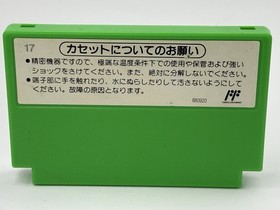 17
カセットについてのお願い
●精密機器ですので、極端な温度条件下での使用や保管および強い
ショックをさけてください。また、絶対に分解しないでください。
●端子部に手を触れたり、水にぬらしたりして汚さないようにして
ください。故障の原因となります。